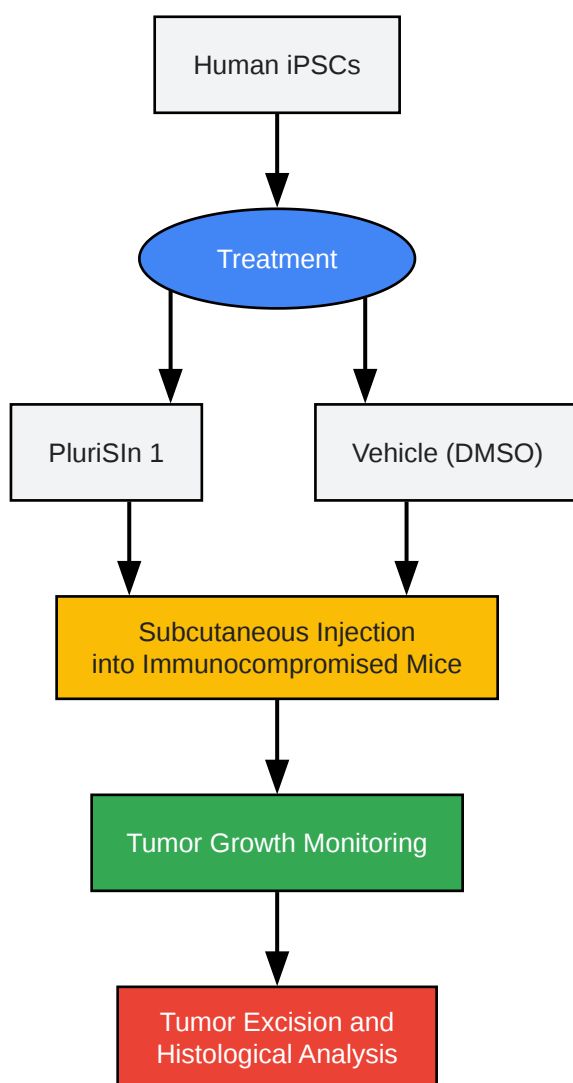 Human iPSCs
Treatment
PluriSIn 1
Vehicle (DMSO)
Subcutaneous Injection
into Immunocompromised Mice
Tumor Growth Monitoring
Tumor Excision and
Histological Analysis